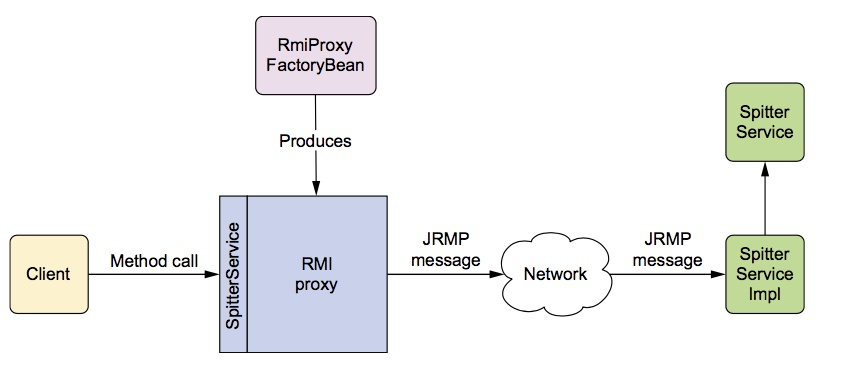 RmiProxy
FactoryBean
Produces
Client
Method call
SpitterService
RMI
proxy
JRMP
message
Network
JRMP
message
Spitter
Service
Spitter
Service
Impl